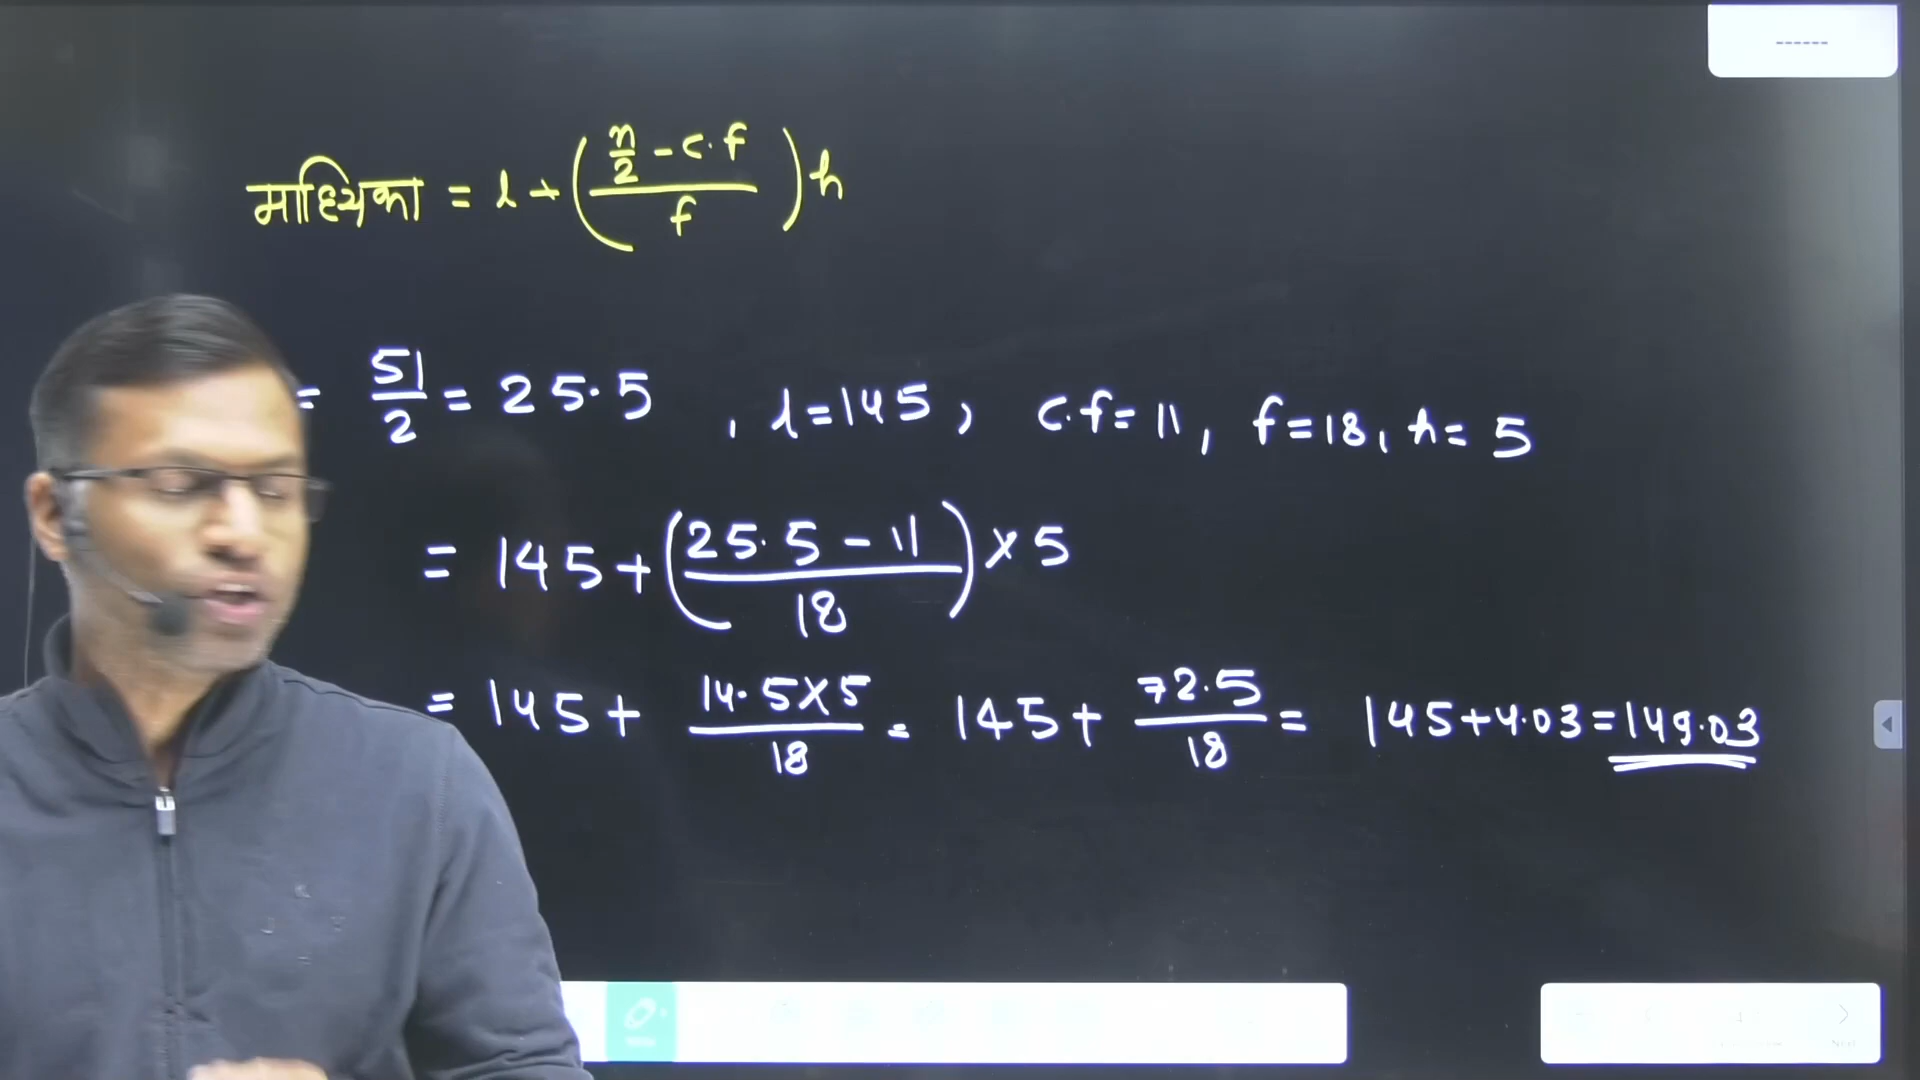 ------
माध्यिका = l + ( (n/2 - c.f) / f ) h
= 51/2 = 25.5 , l=145, c.f=11, f=18, h=5
= 145 + ( (25.5 - 11) / 18 ) × 5
= 145 + (14.5×5)/18 = 145 + 72.5/18 = 145+4.03=149.03